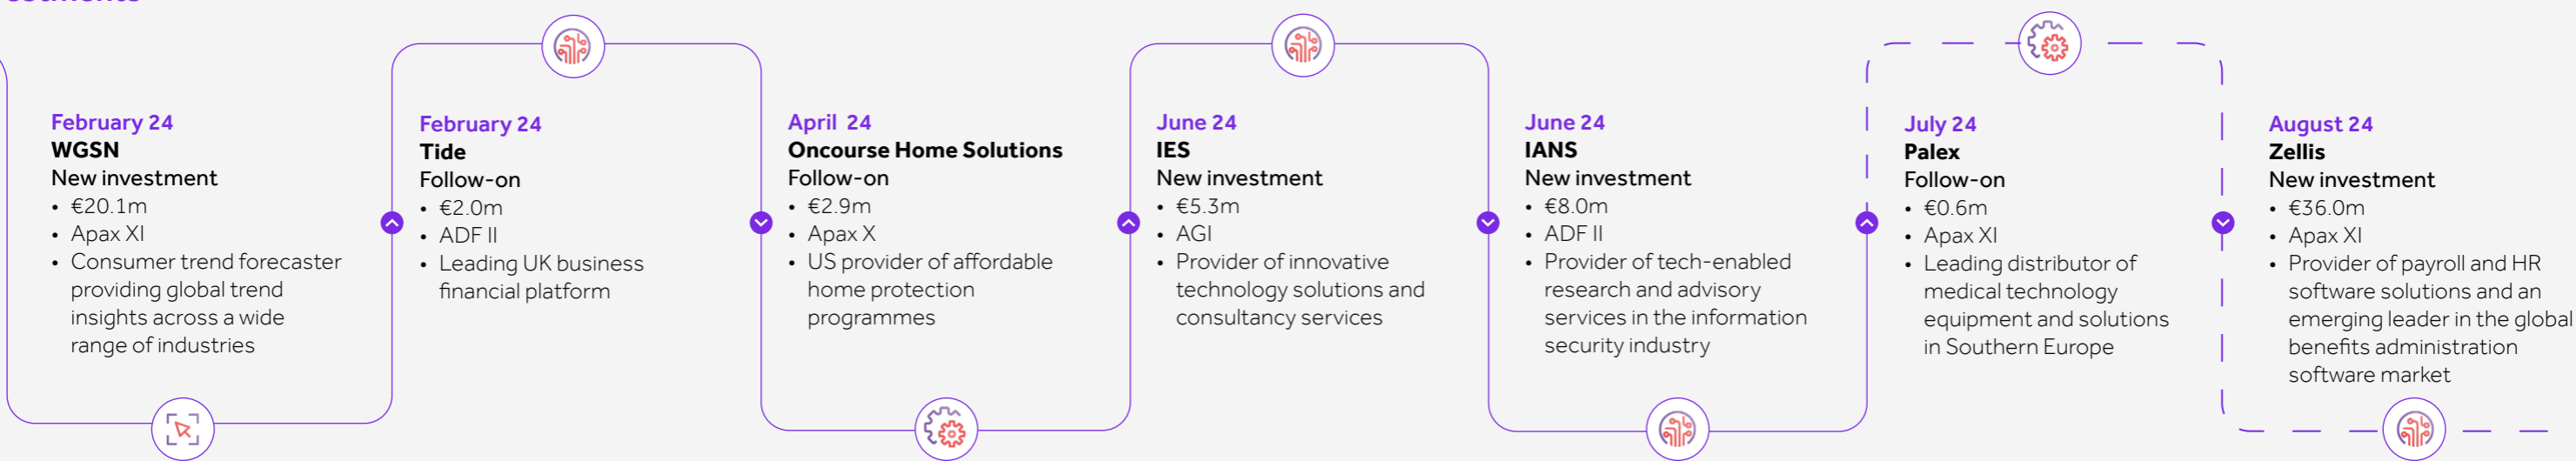 February 24
WGSN
New investment
• €20.1m
• Apax XI
• Consumer trend forecaster
providing global trend
insights across a wide
range of industries
February 24
Tide
Follow-on
• €2.0m
• ADF II
• Leading UK business
financial platform
April 24
Oncourse Home Solutions
Follow-on
• €2.9m
• Apax X
• US provider of affordable
home protection
programmes
June 24
IES
New investment
• €5.3m
• AGI
• Provider of innovative
technology solutions and
consultancy services
June 24
IANS
New investment
• €8.0m
• ADF II
• Provider of tech-enabled
research and advisory
services in the information
security industry
July 24
Palex
Follow-on
• €0.6m
• Apax XI
• Leading distributor of
medical technology
equipment and solutions
in Southern Europe
August 24
Zellis
New investment
• €36.0m
• Apax XI
• Provider of payroll and HR
software solutions and an
emerging leader in the global
benefits administration
software market